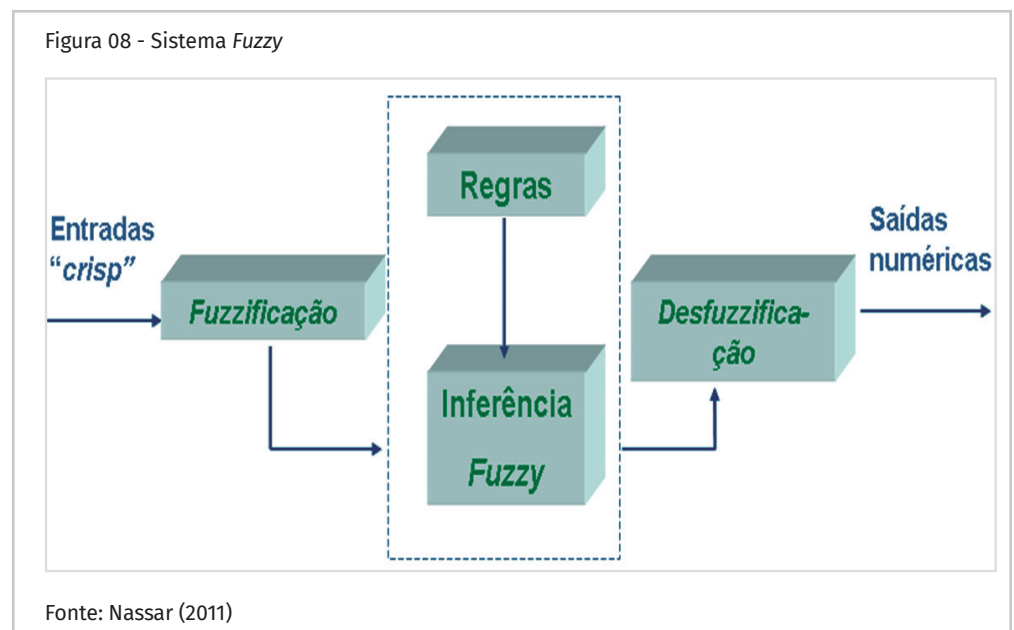 Figura 08 - Sistema Fuzzy
Entradas
“crisp”
Fuzzificação
Regras
Inferência
Fuzzy
Desfuzzifica-
ção
Saídas
numéricas
Fonte: Nassar (2011)